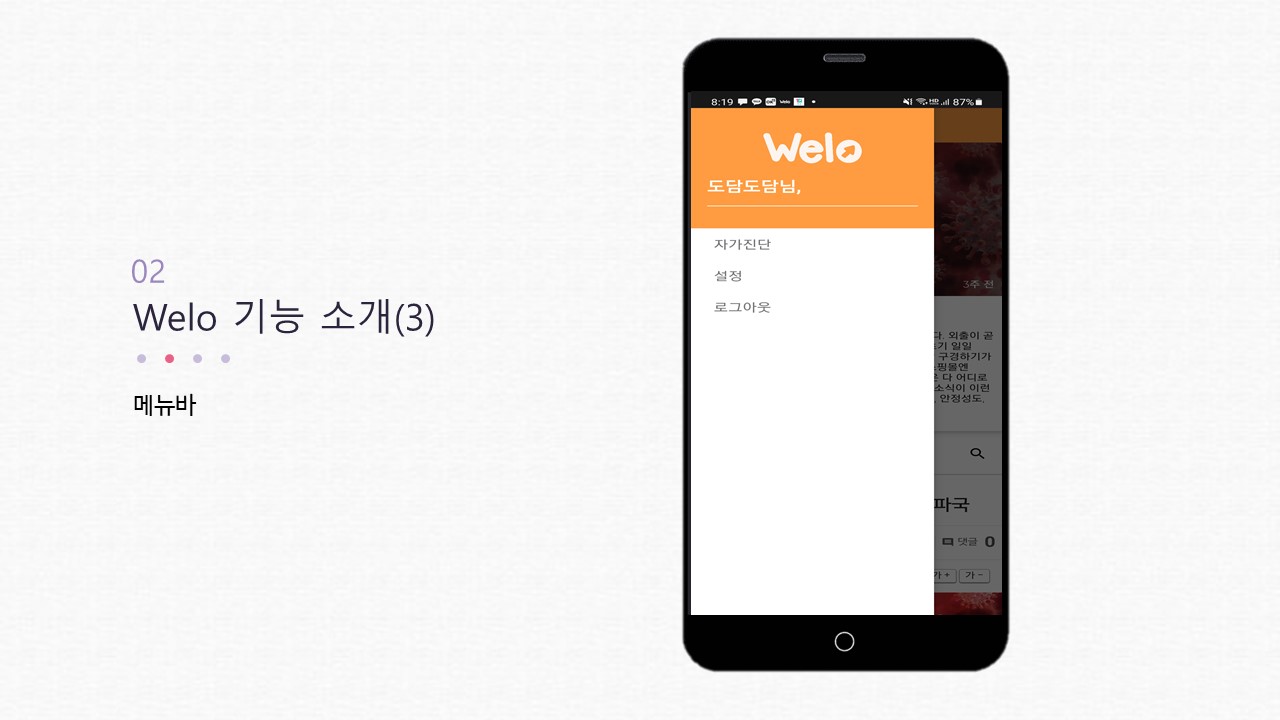 02
Welo 기능 소개(3)
메뉴바
8:19
87%
Welo
도담도담님,
자가진단
설정
로그아웃
3주 전
다. 외출이 곧
기 일일
구경하기가
핑몰엔
다 어디로
소식이 이런
, 안정성도,
파국
댓글 0
가 + 가 -